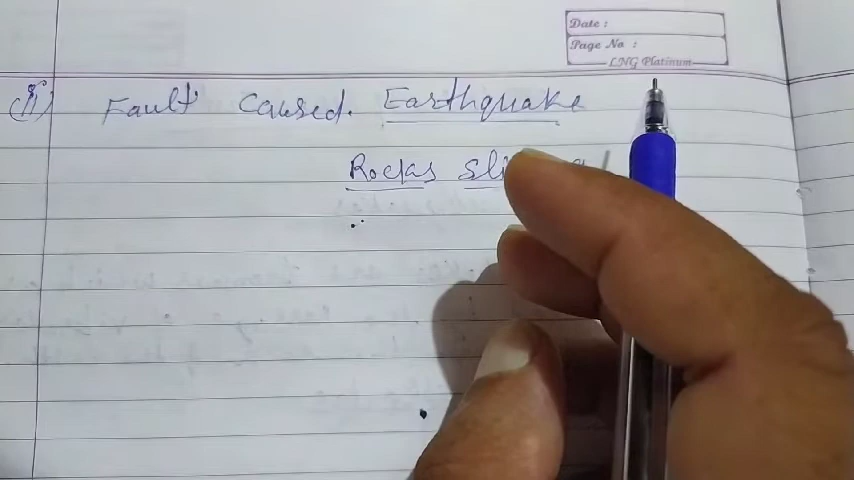 Date :
Page No :
LNG Platinum
(ii) Fault caused. Earthquake
Rocks